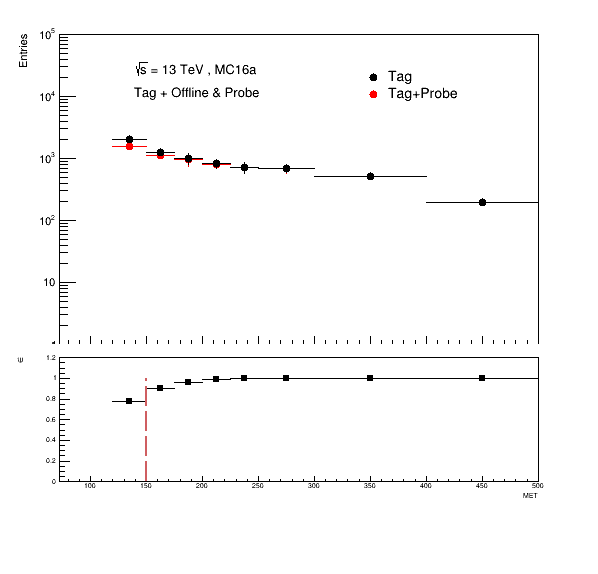 Entries
10^5
√s = 13 TeV , MC16a
Tag
10^4
Tag + Offline & Probe
Tag+Probe
10^3
10^2
10
ε
1.2
1
0.8
0.6
0.4
0.2
0
100 150 200 250 300 350 400 450 500
MET